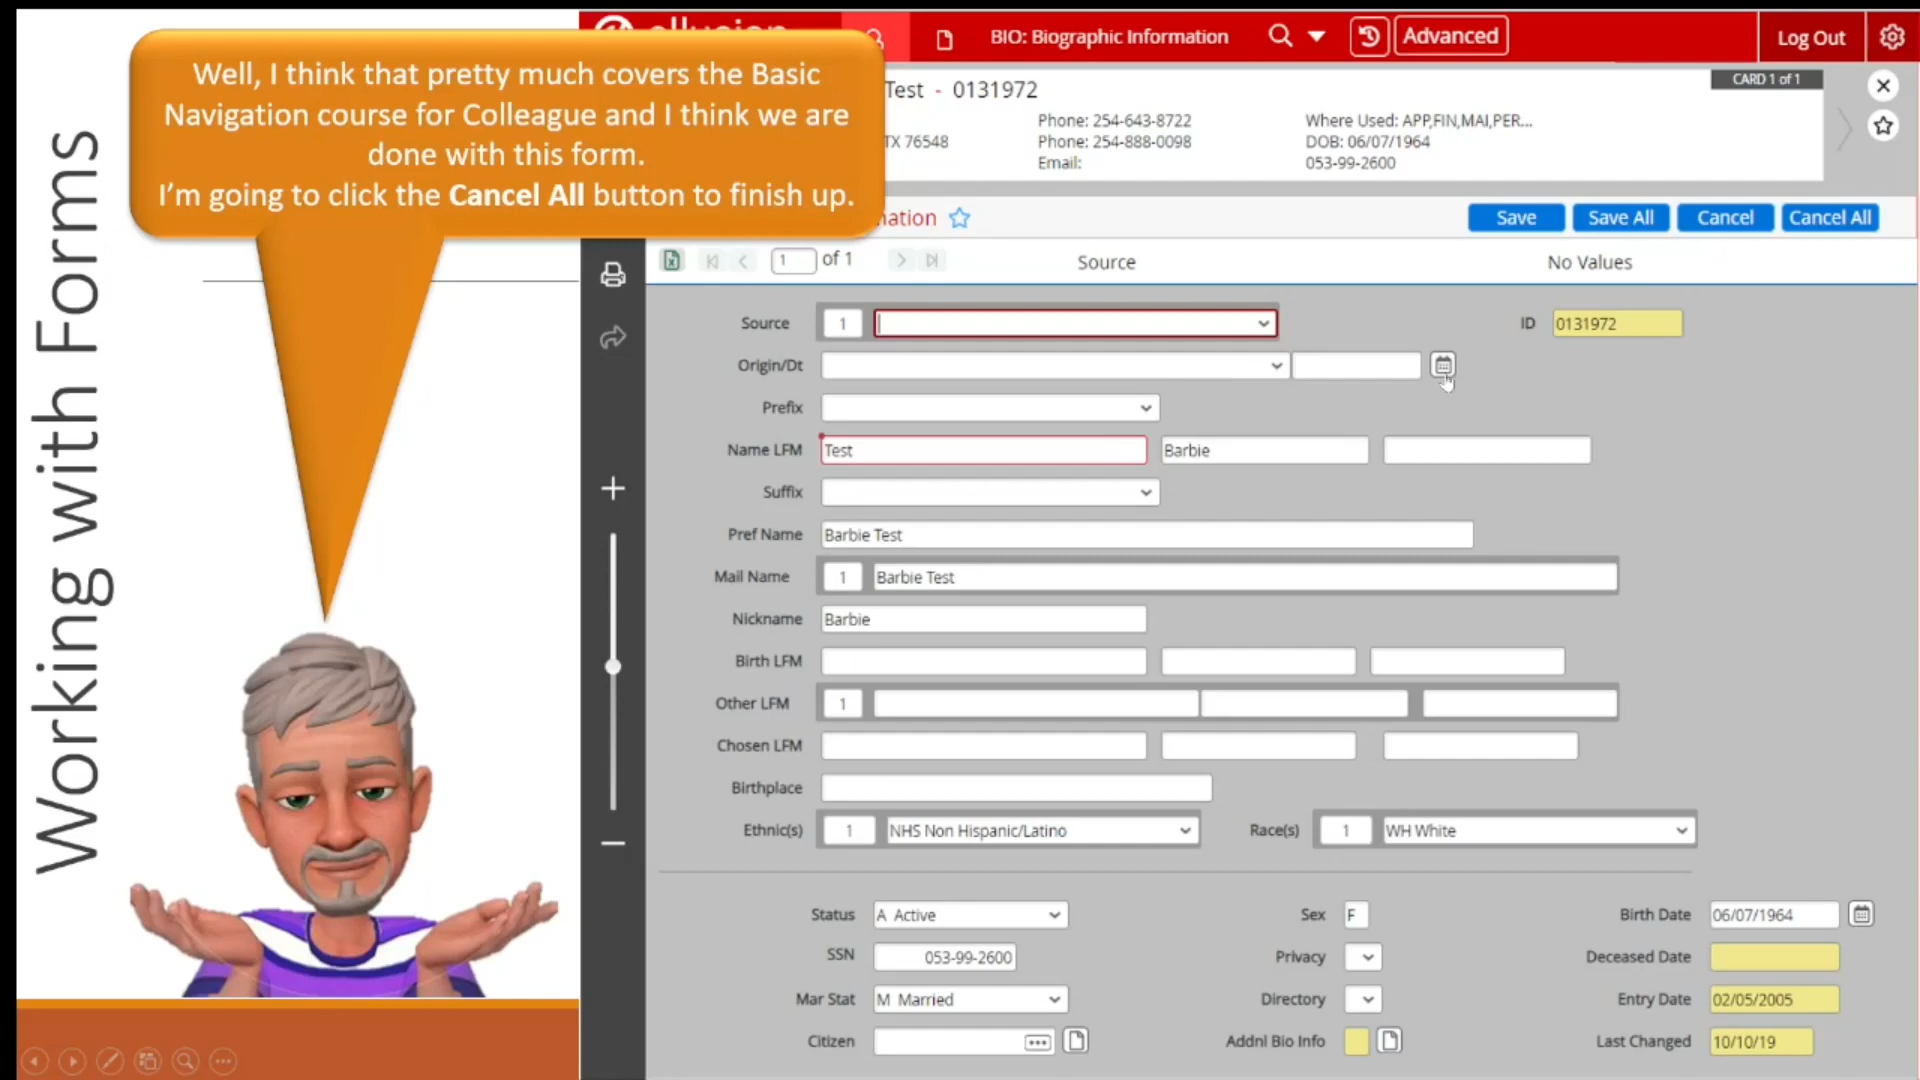 Working with Forms
Well, I think that pretty much covers the Basic
Navigation course for Colleague and I think we are
done with this form.
I'm going to click the Cancel All button to finish up.
BIO: Biographic Information
Advanced
Log Out
Test - 0131972
CARD 1 of 1
TX 76548
Phone: 254-643-8722
Phone: 254-888-0098
Email:
Where Used: APP,FIN,MAI,PER...
DOB: 06/07/1964
053-99-2600
Save
Save All
Cancel
Cancel All
1 of 1
Source
No Values
Source 1
ID 0131972
Origin/Dt
Prefix
Name LFM Test Barbie
Suffix
Pref Name Barbie Test
Mail Name 1 Barbie Test
Nickname Barbie
Birth LFM
Other LFM 1
Chosen LFM
Birthplace
Ethnic(s) 1 NHS Non Hispanic/Latino Race(s) 1 WH White
Status A Active Sex F Birth Date 06/07/1964
SSN 053-99-2600 Privacy Deceased Date
Mar Stat M Married Directory Entry Date 02/05/2005
Citizen Addnl Bio Info Last Changed 10/10/19